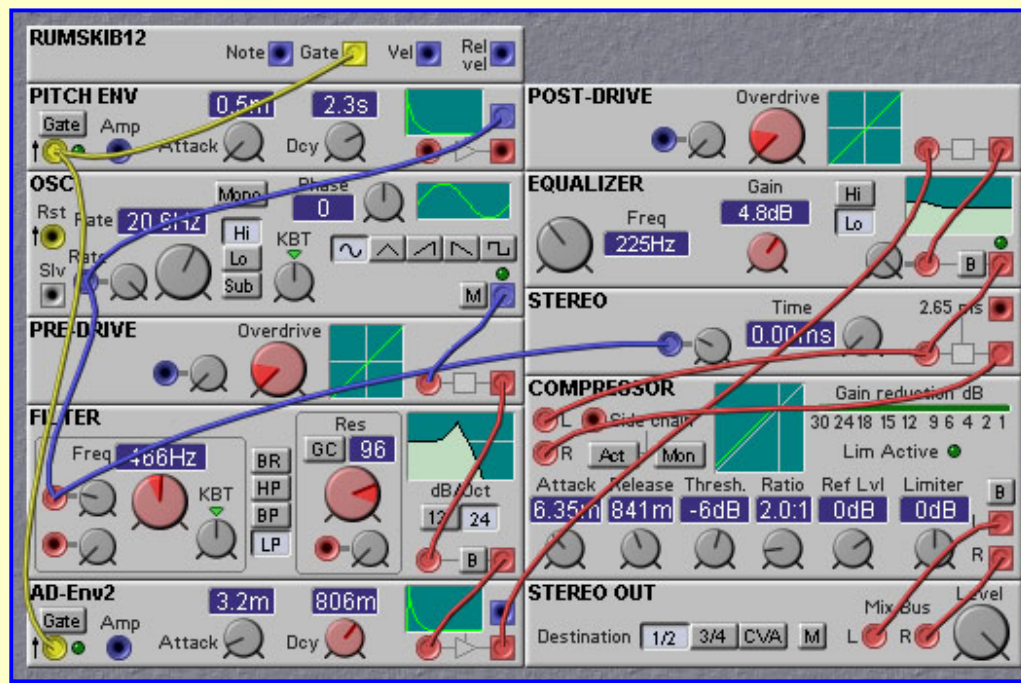 RUMSKIB12
Note Gate Vel Rel vel
PITCH ENV
0.5m 2.3s
Gate Amp
Attack Dcy
OSC
Mono Phase
0
Rst Rate 20.6Hz
Hi
KBT
Lo
Slv Rate
Sub
M
PRE-DRIVE
Overdrive
FILTER
Res
GC 96
Freq 466Hz
BR
HP
KBT
BP
LP
dB/Oct
12 24
B
AD-Env2
3.2m 806m
Gate Amp
Attack Dcy
POST-DRIVE
Overdrive
EQUALIZER
Gain
Hi
4.8dB
Lo
Freq
225Hz
B
STEREO
Time 2.65 ms
0.00ms
COMPRESSOR
Gain reduction dB
L Side chain
30 24 18 15 12 9 6 4 2 1
R Act Mon
Lim Active
Attack Release Thresh. Ratio Ref Lvl Limiter
B
6.35m 841m -6dB 2.0:1 0dB 0dB
L
R
STEREO OUT
Level
Mix Bus
Destination 1/2 3/4 CVA M L R